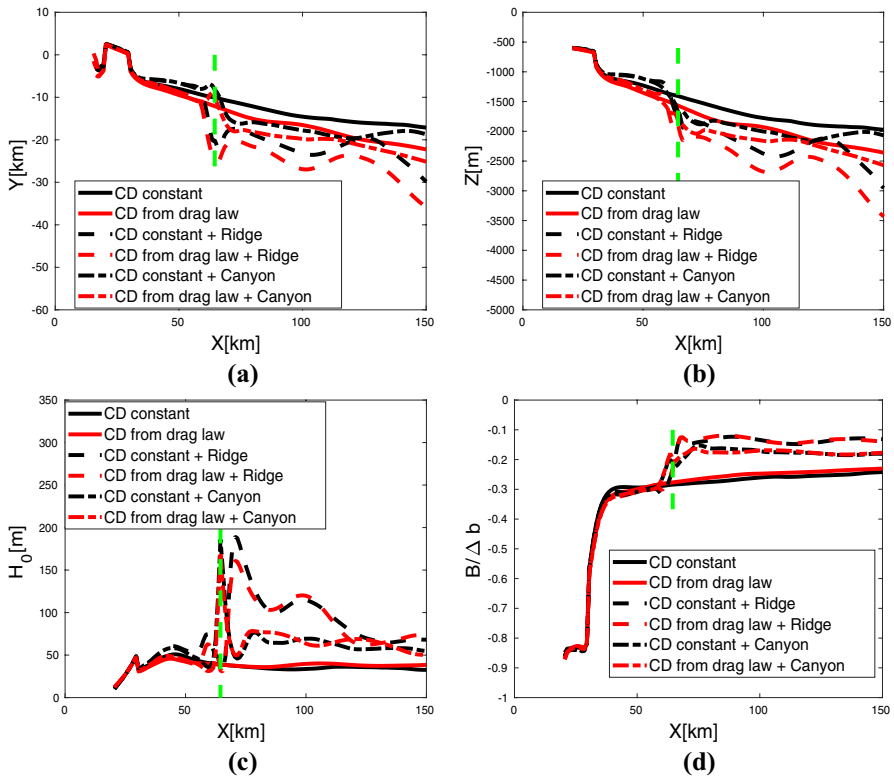 10
0
-10
-20
-30
-40
-50
-60
Y[km]
CD constant
CD from drag law
CD constant + Ridge
CD from drag law + Ridge
CD constant + Canyon
CD from drag law + Canyon
0
50
100
150
X[km]
(a)
0
-500
-1000
-1500
-2000
-2500
-3000
-3500
-4000
-4500
-5000
Z[m]
CD constant
CD from drag law
CD constant + Ridge
CD from drag law + Ridge
CD constant + Canyon
CD from drag law + Canyon
0
50
100
150
X[km]
(b)
350
300
250
200
150
100
50
0
H0[m]
CD constant
CD from drag law
CD constant + Ridge
CD from drag law + Ridge
CD constant + Canyon
CD from drag law + Canyon
0
50
100
150
X[km]
(c)
0
-0.1
-0.2
-0.3
-0.4
-0.5
-0.6
-0.7
-0.8
-0.9
-1
B/Δ b
CD constant
CD from drag law
CD constant + Ridge
CD from drag law + Ridge
CD constant + Canyon
CD from drag law + Canyon
0
50
100
150
X[km]
(d)